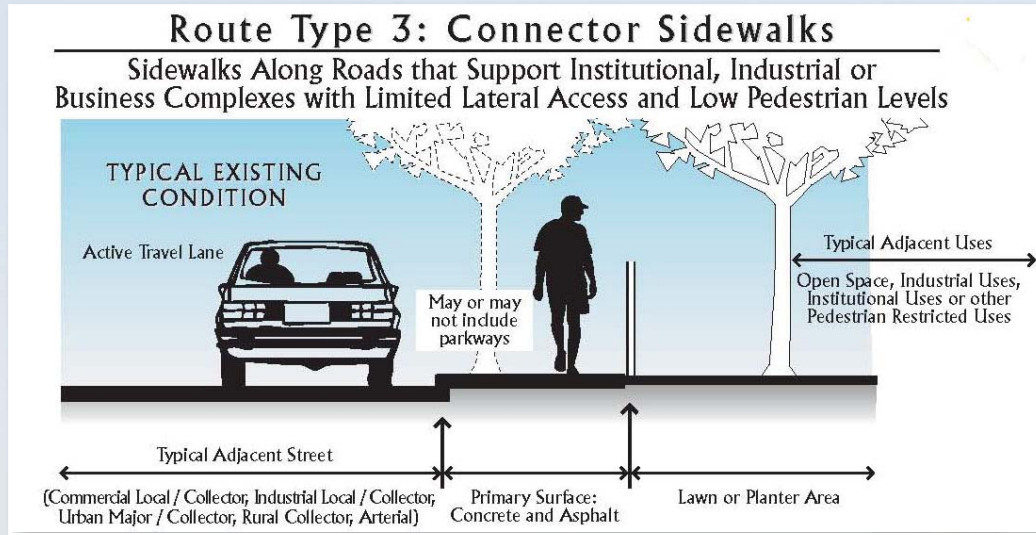 Route Type 3: Connector Sidewalks
Sidewalks Along Roads that Support Institutional, Industrial or
Business Complexes with Limited Lateral Access and Low Pedestrian Levels
TYPICAL EXISTING
CONDITION
Active Travel Lane
May or may
not include
parkways
Typical Adjacent Uses
Open Space, Industrial Uses,
Institutional Uses or other
Pedestrian Restricted Uses
Typical Adjacent Street
(Commercial Local / Collector, Industrial Local / Collector,
Urban Major / Collector, Rural Collector, Arterial)
Primary Surface:
Concrete and Asphalt
Lawn or Planter Area